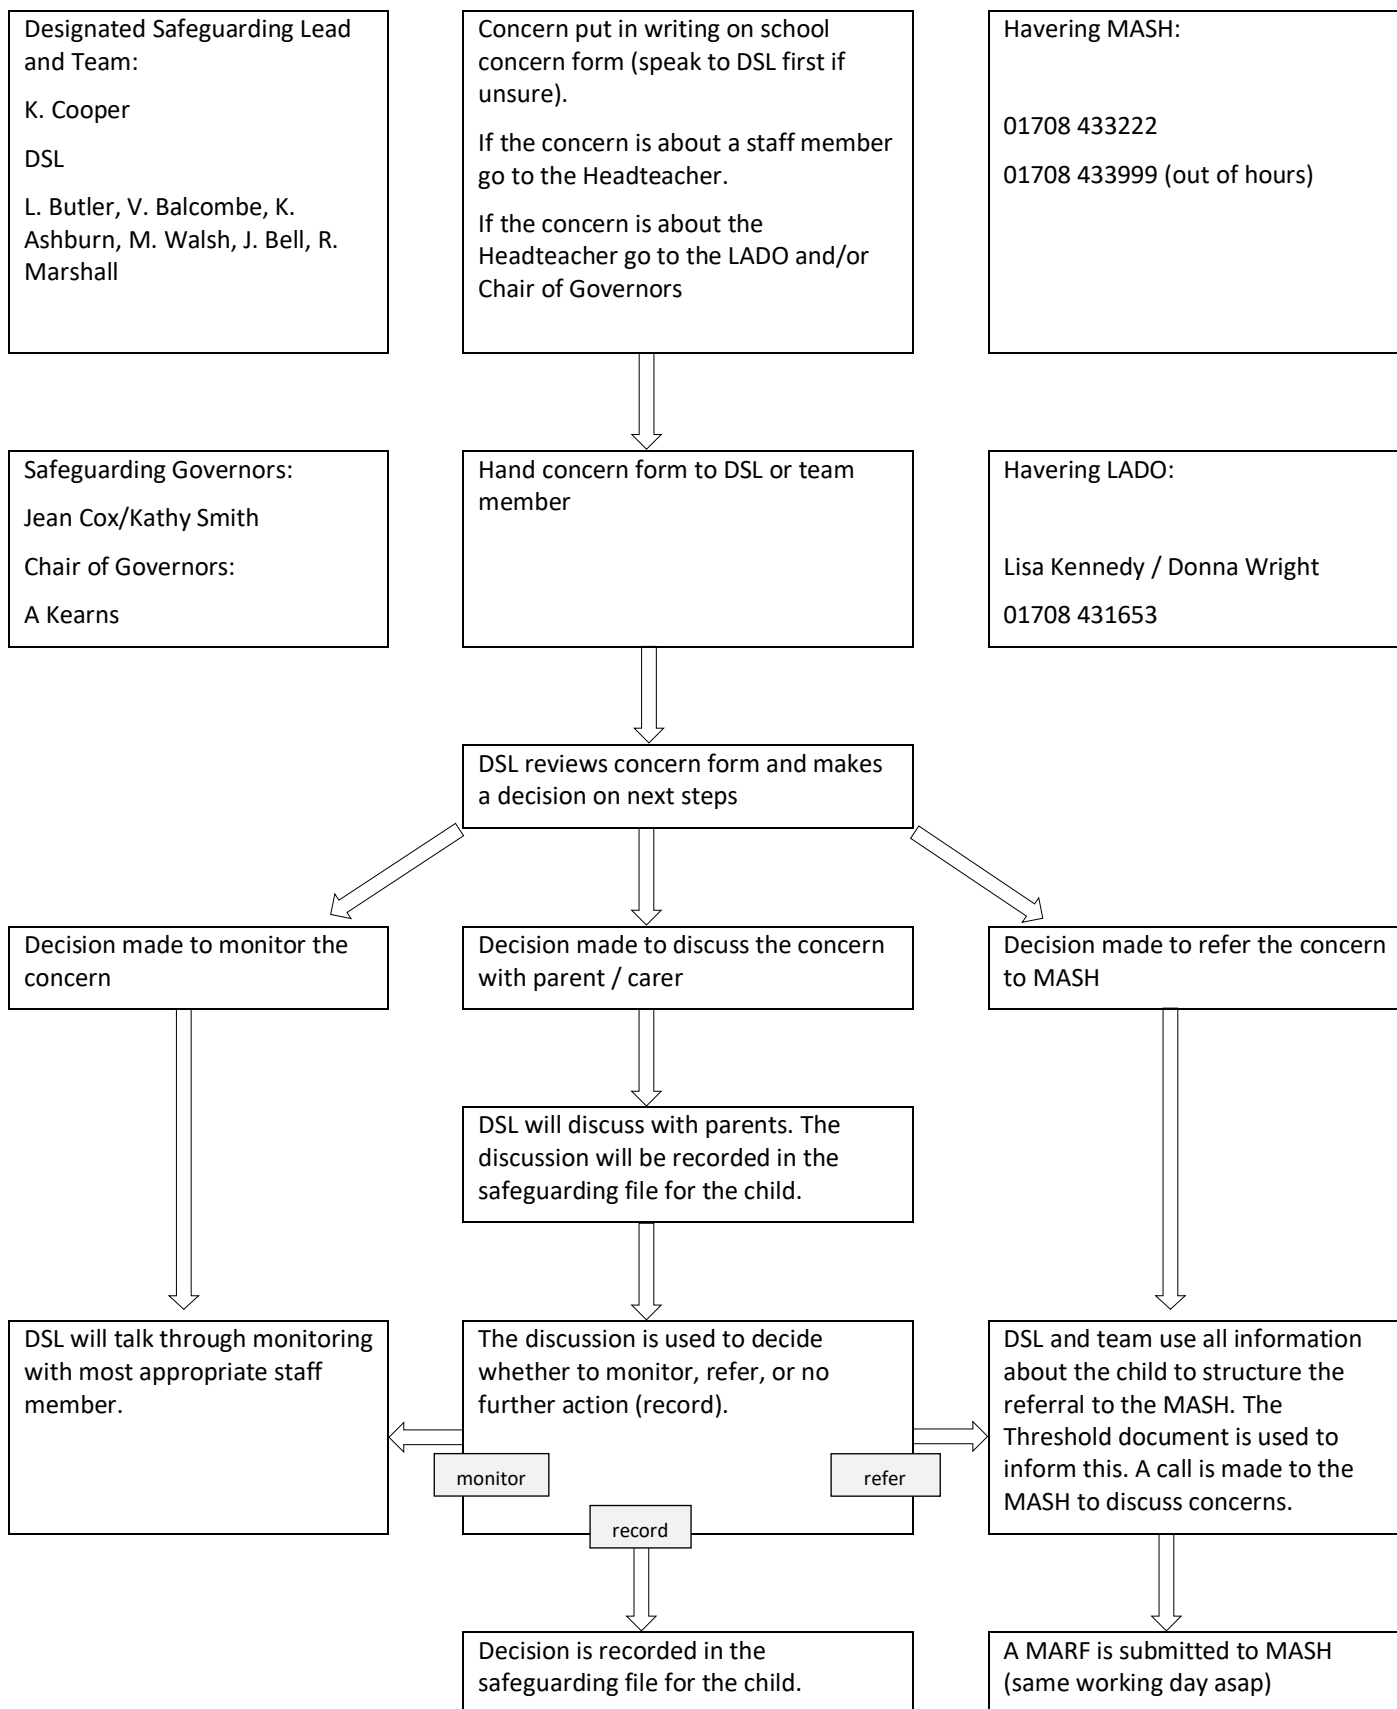 Designated Safeguarding Lead
and Team:
K. Cooper
DSL
L. Butler, V. Balcombe, K.
Ashburn, M. Walsh, J. Bell, R.
Marshall
Concern put in writing on school
concern form (speak to DSL first if
unsure).
If the concern is about a staff member
go to the Headteacher.
If the concern is about the
Headteacher go to the LADO and/or
Chair of Governors
Havering MASH:
01708 433222
01708 433999 (out of hours)
Safeguarding Governors:
Jean Cox/Kathy Smith
Chair of Governors:
A Kearns
Hand concern form to DSL or team
member
Havering LADO:
Lisa Kennedy / Donna Wright
01708 431653
DSL reviews concern form and makes
a decision on next steps
Decision made to monitor the
concern
Decision made to discuss the concern
with parent / carer
Decision made to refer the concern
to MASH
DSL will discuss with parents. The
discussion will be recorded in the
safeguarding file for the child.
DSL will talk through monitoring
with most appropriate staff
member.
The discussion is used to decide
whether to monitor, refer, or no
further action (record).
monitor
refer
record
DSL and team use all information
about the child to structure the
referral to the MASH. The
Threshold document is used to
inform this. A call is made to the
MASH to discuss concerns.
Decision is recorded in the
safeguarding file for the child.
A MARF is submitted to MASH
(same working day asap)